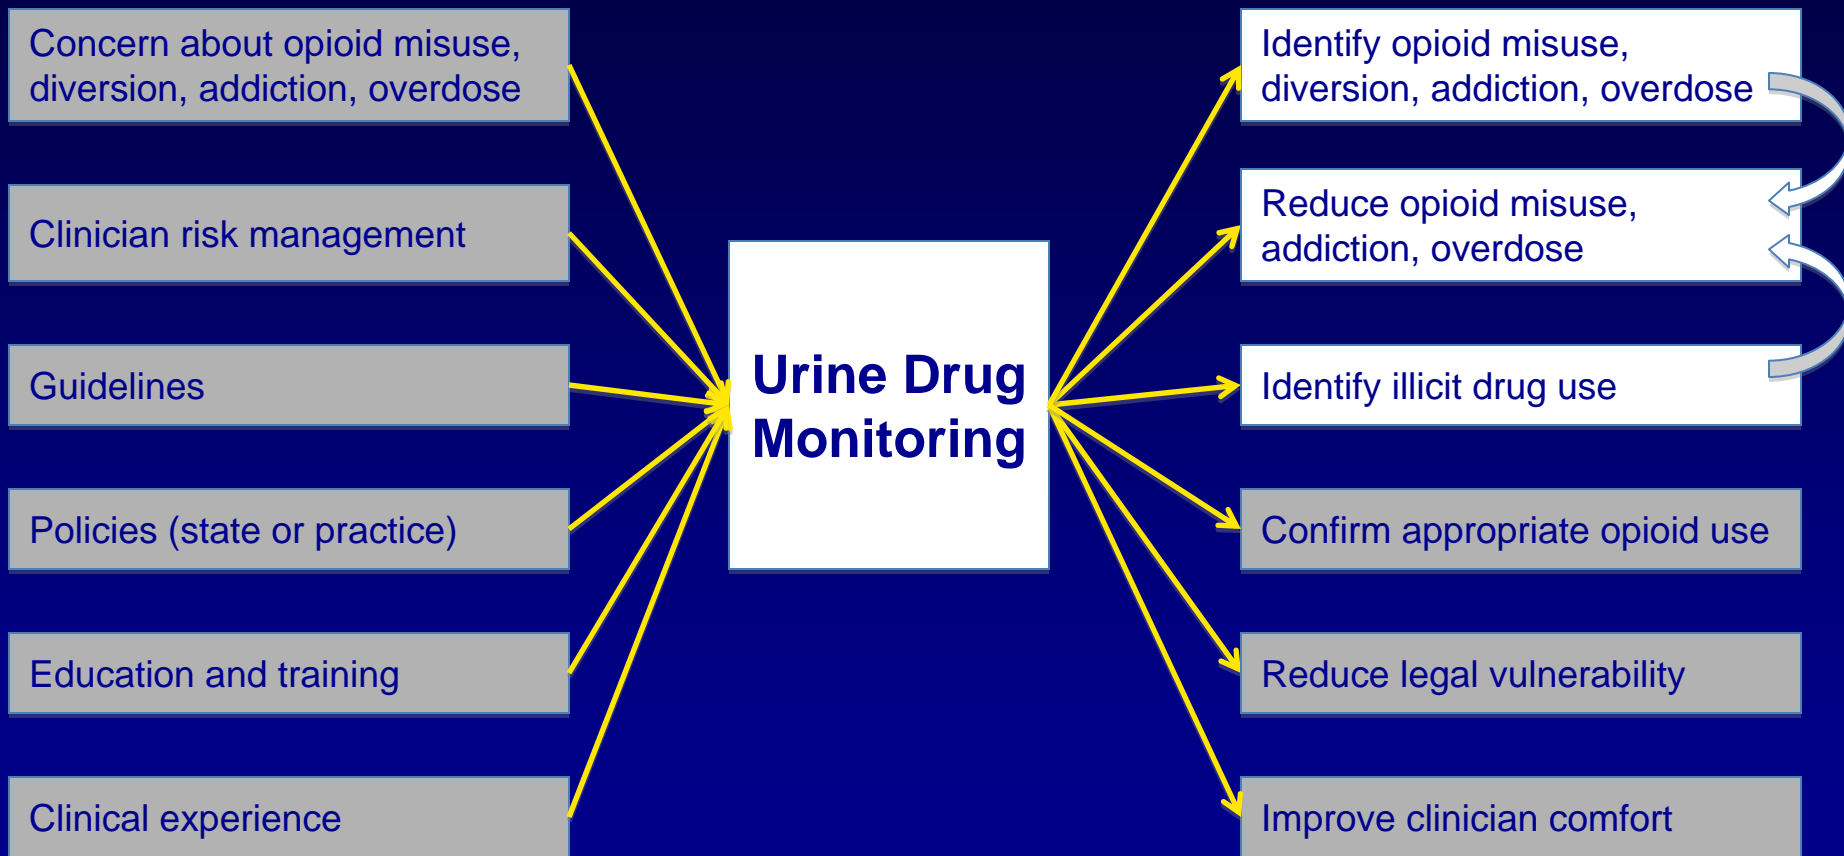 Concern about opioid misuse,
diversion, addiction, overdose
Clinician risk management
Guidelines
Policies (state or practice)
Education and training
Clinical experience
Urine Drug
Monitoring
Identify opioid misuse,
diversion, addiction, overdose
Reduce opioid misuse,
addiction, overdose
Identify illicit drug use
Confirm appropriate opioid use
Reduce legal vulnerability
Improve clinician comfort